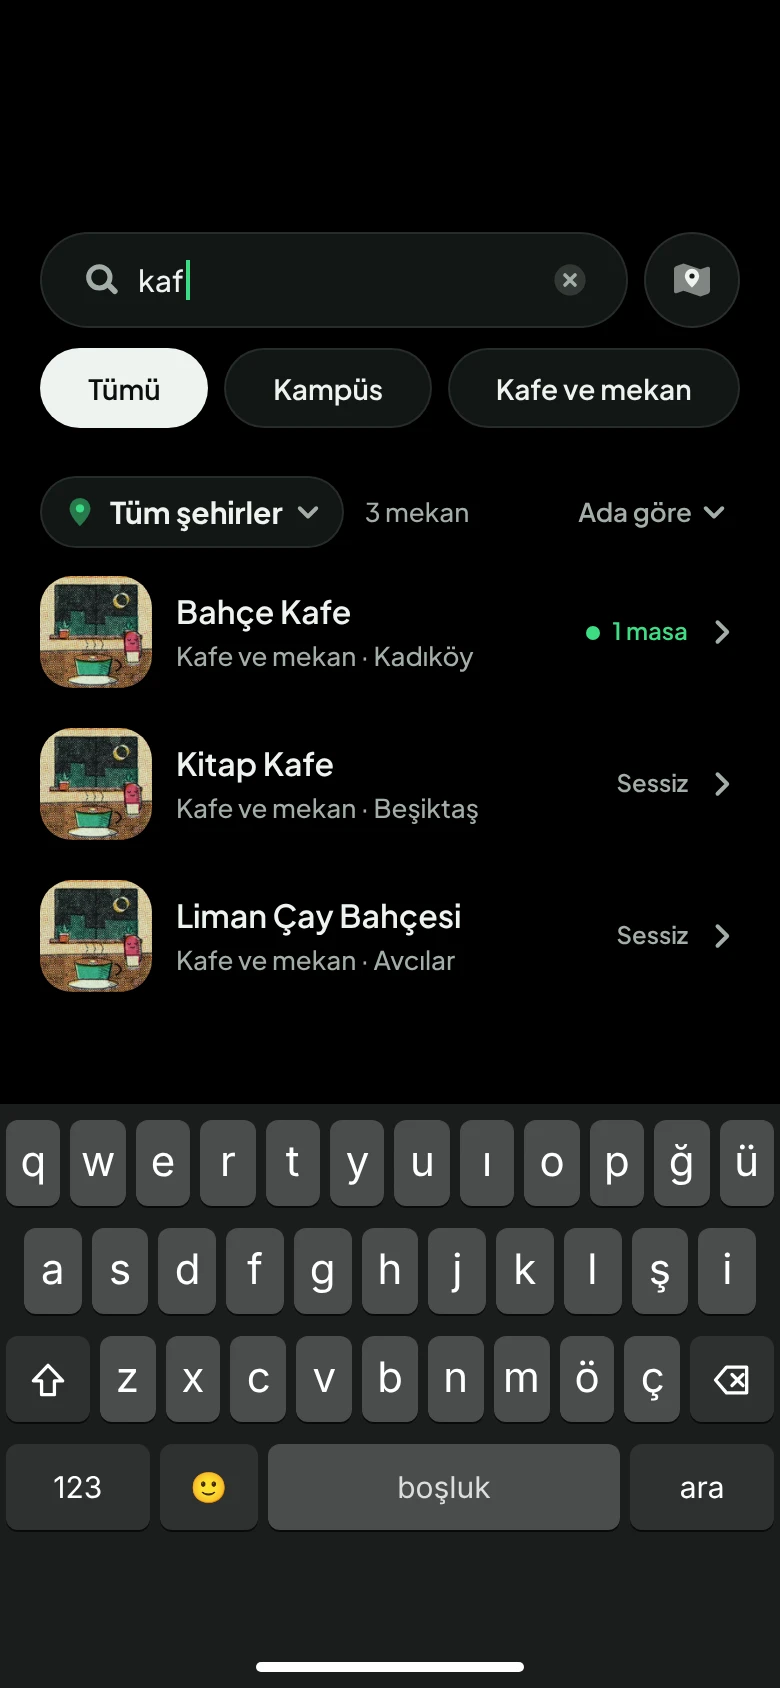 kaf
Tümü Kampüs Kafe ve mekan
Tüm şehirler 3 mekan Ada göre
Bahçe Kafe
Kafe ve mekan · Kadıköy
1 masa
Kitap Kafe
Kafe ve mekan · Beşiktaş
Sessiz
Liman Çay Bahçesi
Kafe ve mekan · Avcılar
Sessiz
q w e r t y u ı o p ğ ü
a s d f g h j k l ş i
z x c v b n m ö ç
123 boşluk ara